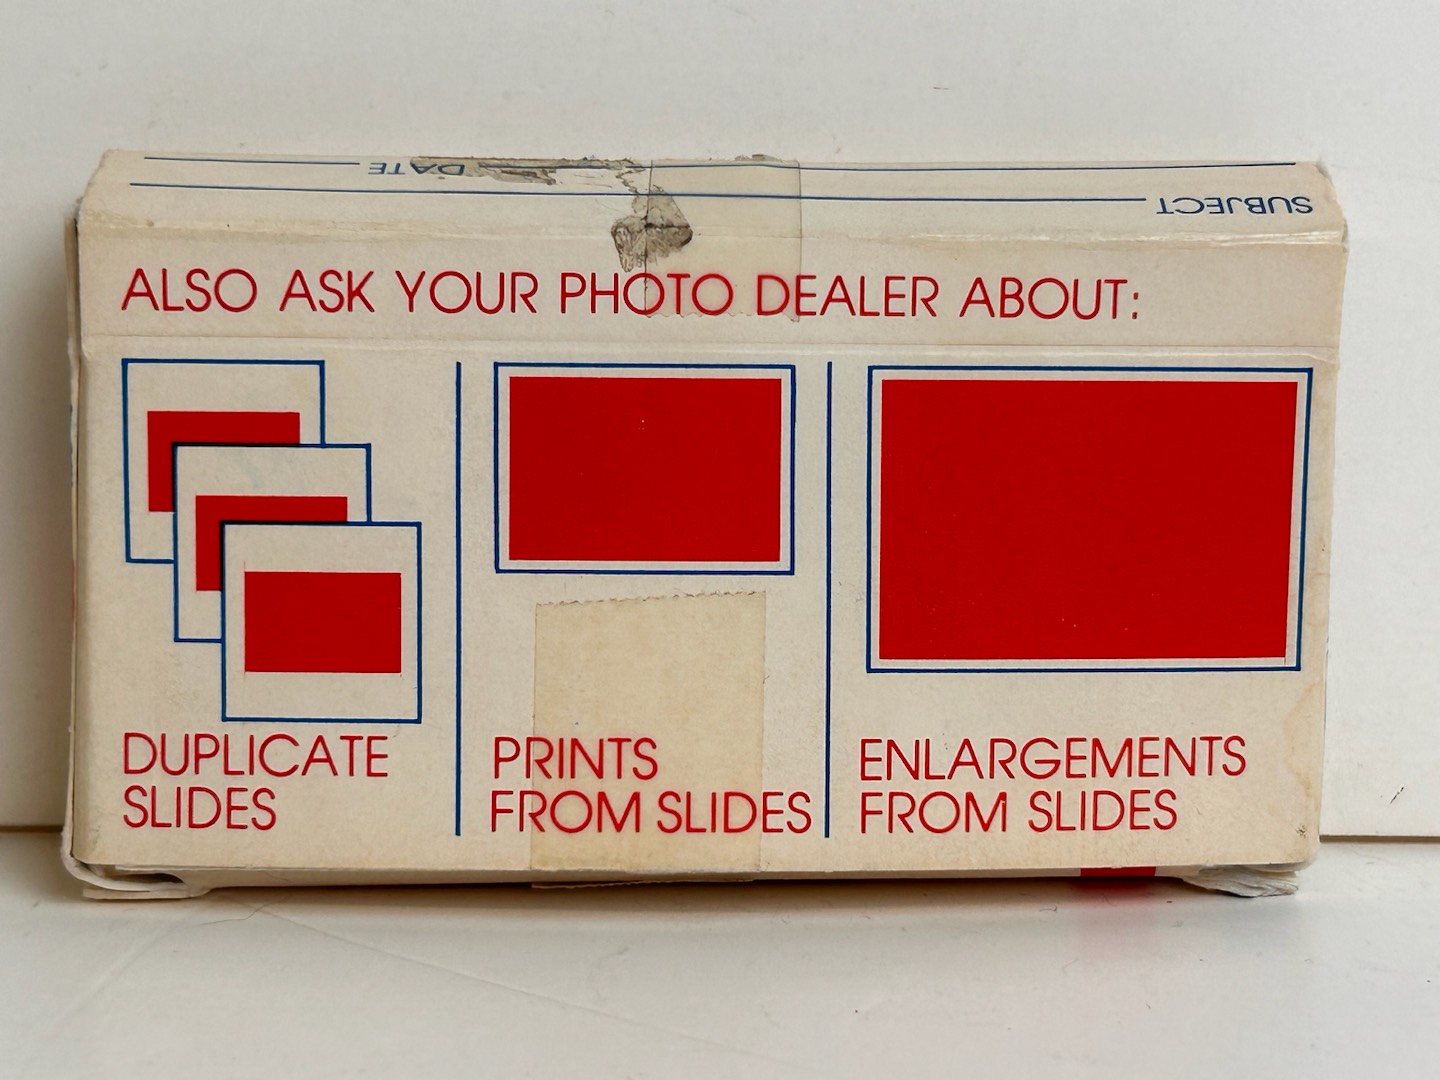 DATE
SUBJECT
ALSO ASK YOUR PHOTO DEALER ABOUT:
DUPLICATE
SLIDES
PRINTS
FROM SLIDES
ENLARGEMENTS
FROM SLIDES